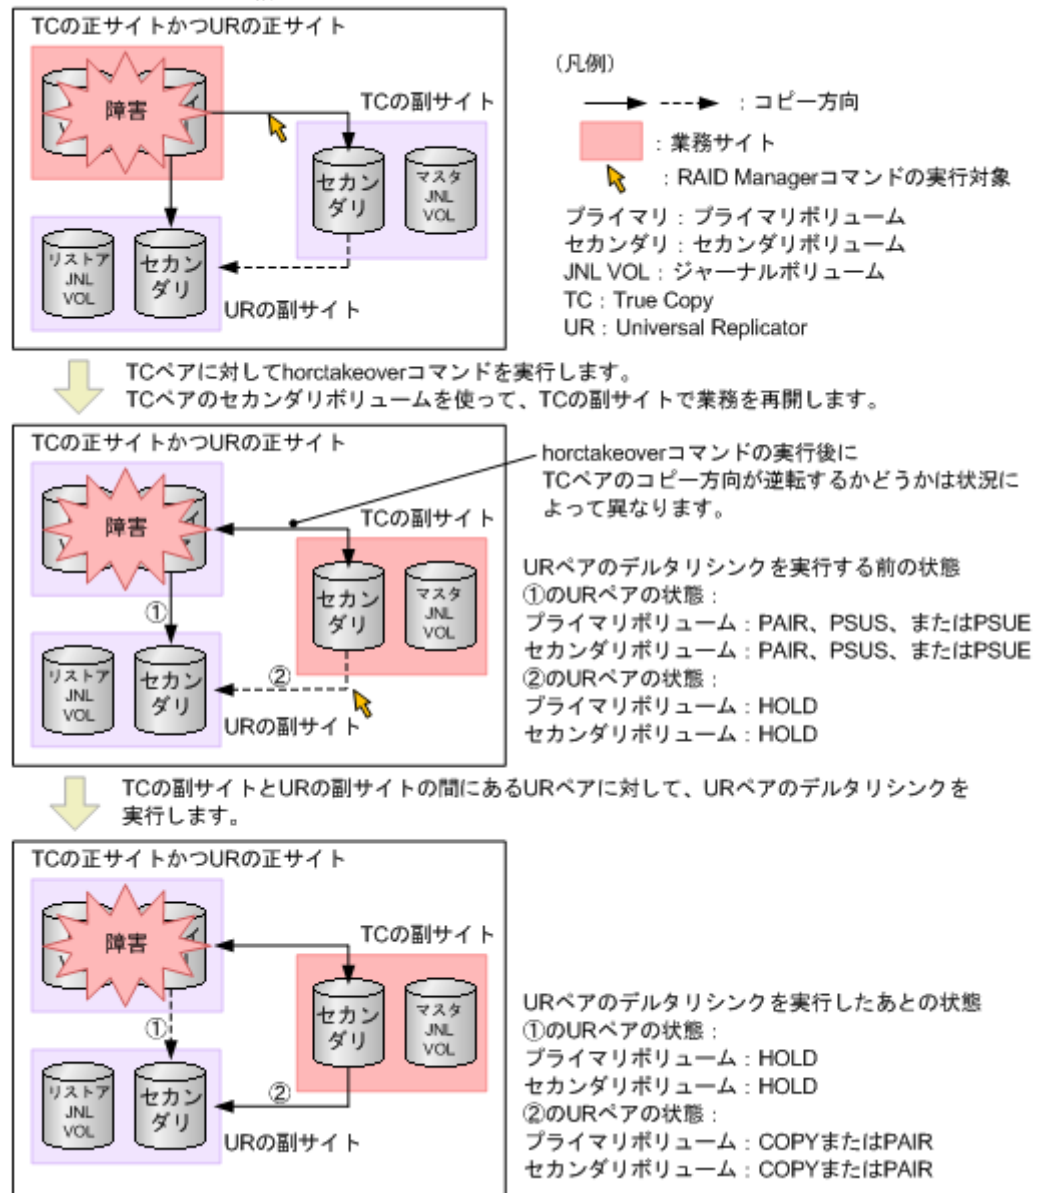 TCの正サイトかつURの正サイト
障害
TCの副サイト
セカン
ダリ
マスタ
JNL
VOL
リストア
JNL
VOL
セカン
ダリ
URの副サイト
（凡例）
：コピー方向
：業務サイト
：RAID Managerコマンドの実行対象
プライマリ：プライマリボリューム
セカンダリ：セカンダリボリューム
JNL VOL：ジャーナルボリューム
TC：True Copy
UR：Universal Replicator
TCペアに対してhorctakeoverコマンドを実行します。
TCペアのセカンダリボリュームを使って、TCの副サイトで業務を再開します。
TCの正サイトかつURの正サイト
障害
TCの副サイト
セカン
ダリ
マスタ
JNL
VOL
①
リストア
JNL
VOL
セカン
ダリ
②
URの副サイト
horctakeoverコマンドの実行後に
TCペアのコピー方向が逆転するかどうかは状況に
よって異なります。
URペアのデルタリシンクを実行する前の状態
①のURペアの状態：
プライマリボリューム：PAIR、PSUS、またはPSUE
セカンダリボリューム：PAIR、PSUS、またはPSUE
②のURペアの状態：
プライマリボリューム：HOLD
セカンダリボリューム：HOLD
TCの副サイトとURの副サイトの間にあるURペアに対して、URペアのデルタリシンクを
実行します。
TCの正サイトかつURの正サイト
障害
TCの副サイト
セカン
ダリ
マスタ
JNL
VOL
①
リストア
JNL
VOL
セカン
ダリ
②
URの副サイト
URペアのデルタリシンクを実行したあとの状態
①のURペアの状態：
プライマリボリューム：HOLD
セカンダリボリューム：HOLD
②のURペアの状態：
プライマリボリューム：COPYまたはPAIR
セカンダリボリューム：COPYまたはPAIR